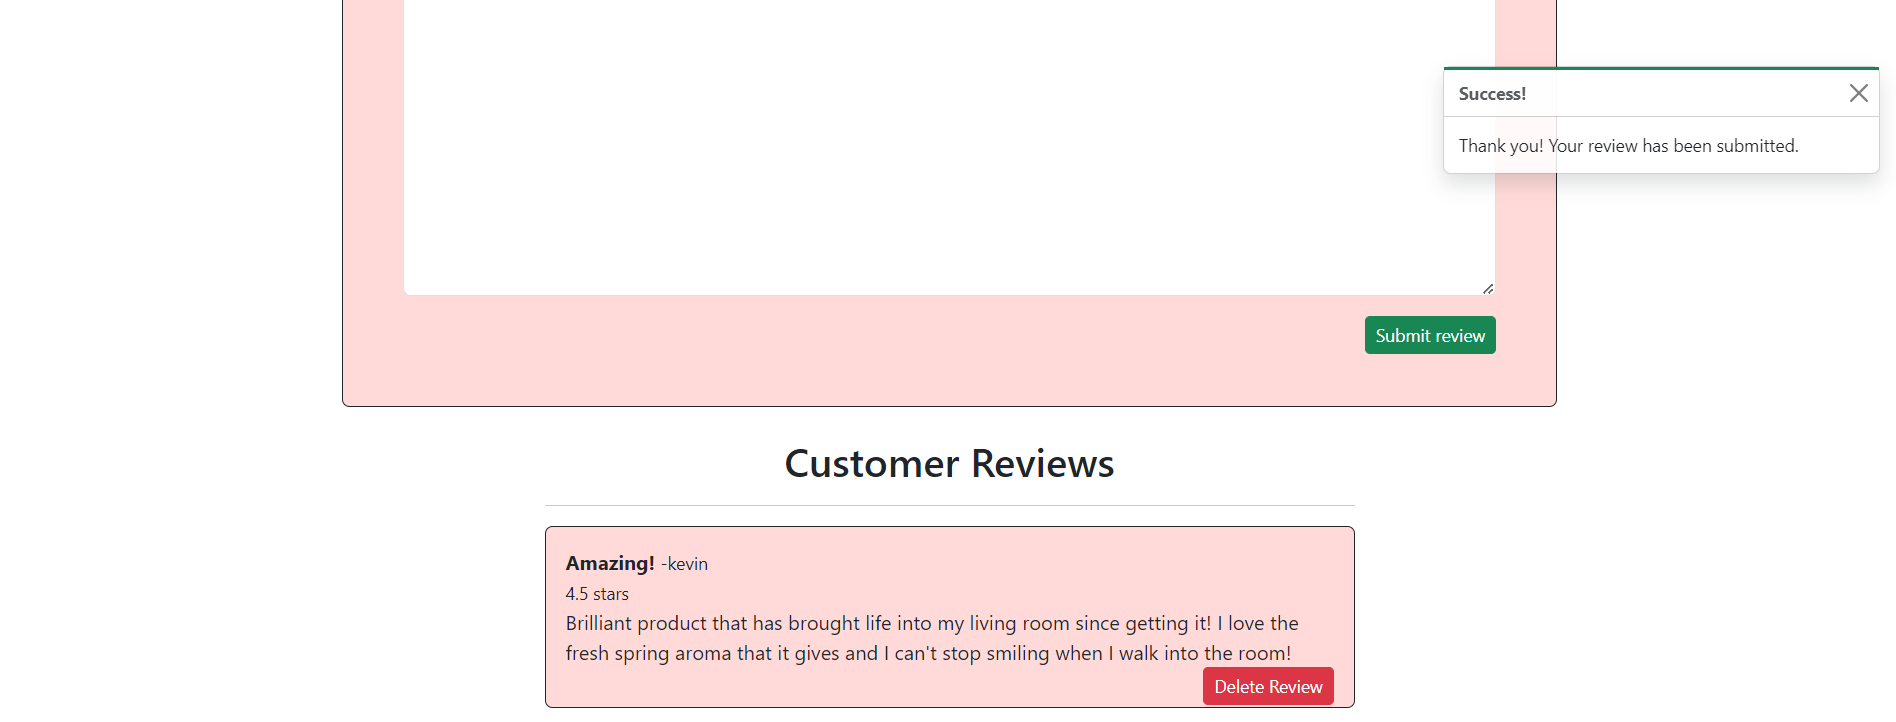 Success!
Thank you! Your review has been submitted.
Submit review
Customer Reviews
Amazing! -kevin
4.5 stars
Brilliant product that has brought life into my living room since getting it! I love the
fresh spring aroma that it gives and I can't stop smiling when I walk into the room!
Delete Review